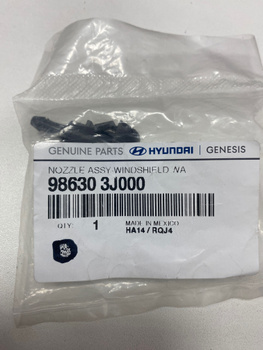 GENUINE PARTS HYUNDAI | GENESIS
NOZZLE ASSY-WINDSHIELD WA
98630 3J000
QTY: 1 MADE IN MEXICO
HA14 / RQJ4